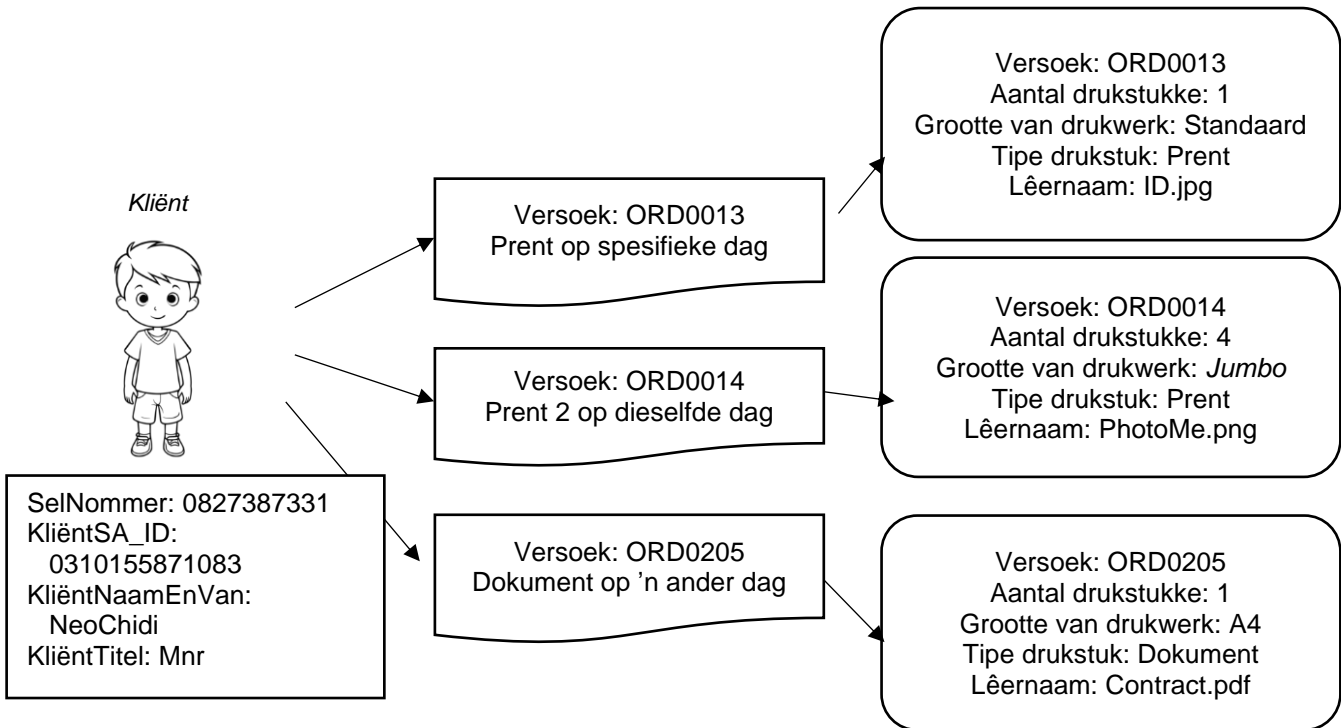 Kliënt
SelNommer: 0827387331
KliëntSA_ID:
0310155871083
KliëntNaamEnVan:
NeoChidi
KliëntTitel: Mnr
Versoek: ORD0013
Prent op spesifieke dag
Versoek: ORD0014
Prent 2 op dieselfde dag
Versoek: ORD0205
Dokument op ’n ander dag
Versoek: ORD0013
Aantal drukstukke: 1
Grootte van drukwerk: Standaard
Tipe drukstuk: Prent
Lêernaam: ID.jpg
Versoek: ORD0014
Aantal drukstukke: 4
Grootte van drukwerk: Jumbo
Tipe drukstuk: Prent
Lêernaam: PhotoMe.png
Versoek: ORD0205
Aantal drukstukke: 1
Grootte van drukwerk: A4
Tipe drukstuk: Dokument
Lêernaam: Contract.pdf